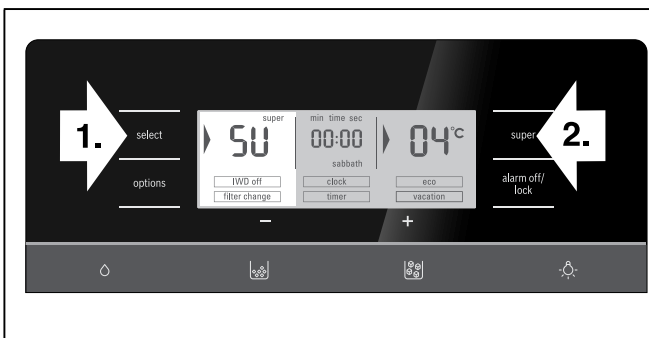 1.
select
options
super
SU
IWD off
filter change
min time sec
00:00
sabbath
clock
timer
04°C
eco
vacation
super
2.
alarm off/
lock
−
+